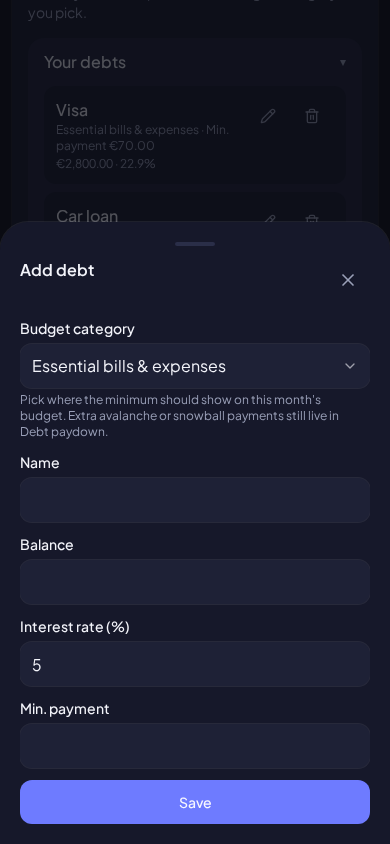 you pick.
Your debts
Visa
Essential bills & expenses · Min.
payment €70.00
€2,800.00 · 22.9%
Car loan
Add debt
Budget category
Essential bills & expenses
Pick where the minimum should show on this month's
budget. Extra avalanche or snowball payments still live in
Debt paydown.
Name
Balance
Interest rate (%)
5
Min. payment
Save